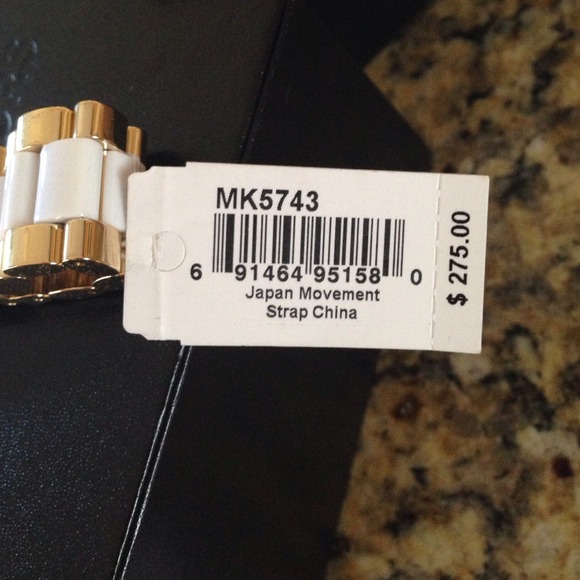 MK5743
6 91464 95158 0
Japan Movement
Strap China
$ 275.00